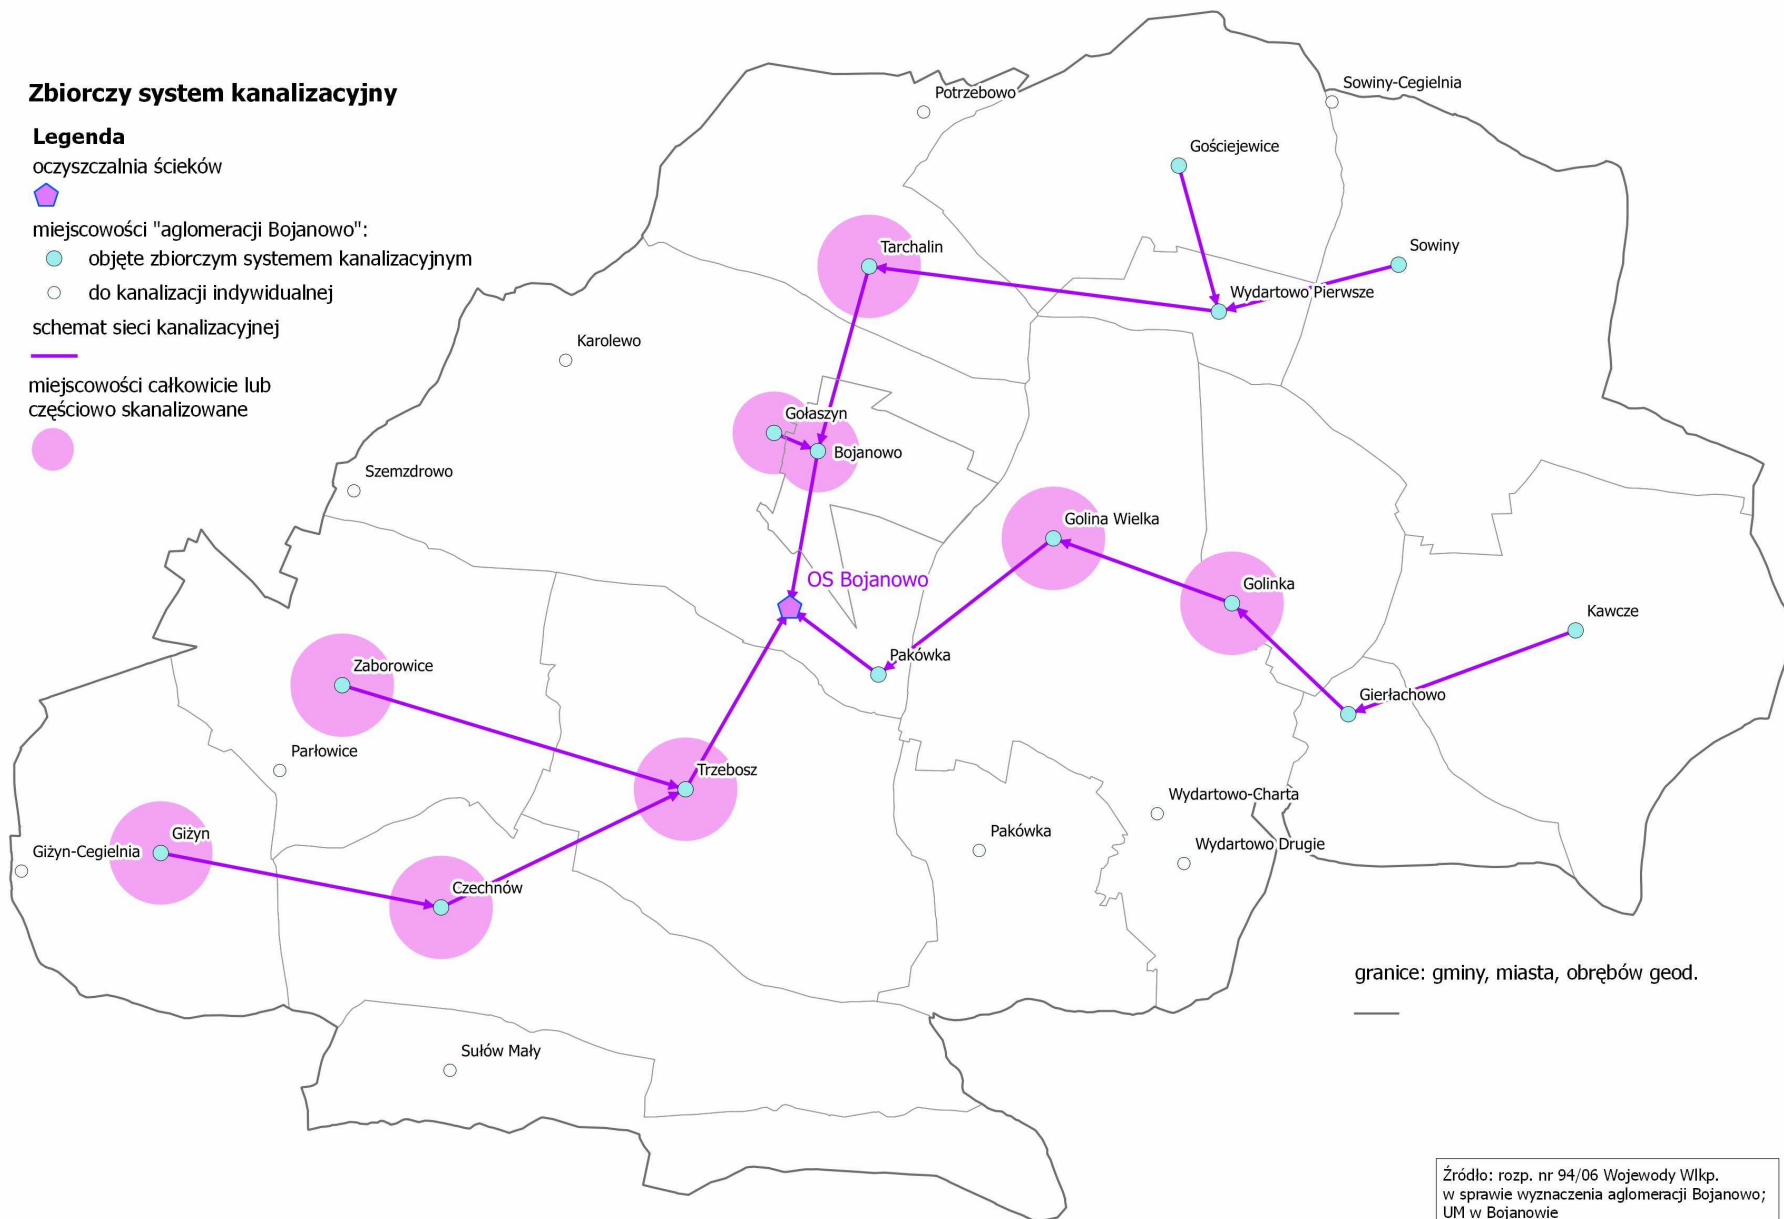 Zbiorczy system kanalizacyjny
Legenda
oczyszczalnia ścieków
miejscowości "aglomeracji Bojanowo":
objęte zbiorczym systemem kanalizacyjnym
do kanalizacji indywidualnej
schemat sieci kanalizacyjnej
miejscowości całkowicie lub
częściowo skanalizowane
Potrzebowo
Sowiny-Cegielnia
Gościejewice
Tarchalin
Sowiny
Wydartowo Pierwsze
Karolewo
Gołaszyn
Bojanowo
Szemzdrowo
Golina Wielka
OS Bojanowo
Golinka
Kawcze
Pakówka
Zaborowice
Gierłachowo
Parłowice
Trzebosz
Wydartowo-Charta
Giżyn
Pakówka
Wydartowo Drugie
Giżyn-Cegielnia
Czechnów
granice: gminy, miasta, obrębów geod.
Sułów Mały
Źródło: rozp. nr 94/06 Wojewody Wlkp.
w sprawie wyznaczenia aglomeracji Bojanowo;
UM w Bojanowie